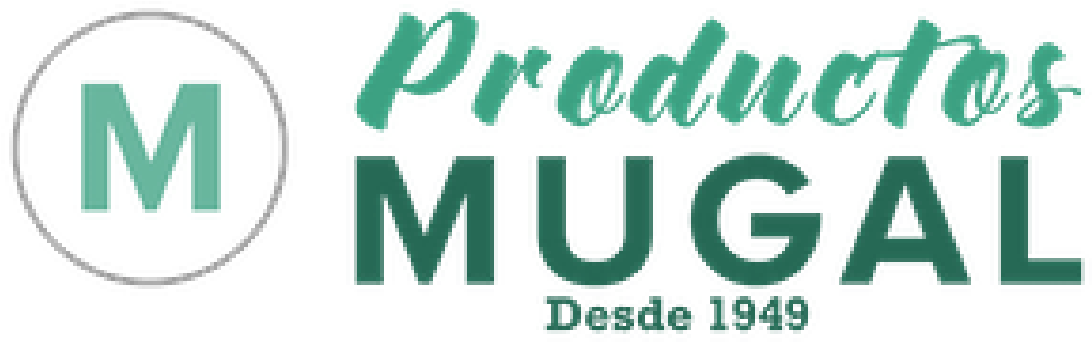 M
Productos
MUGAL
Desde 1949